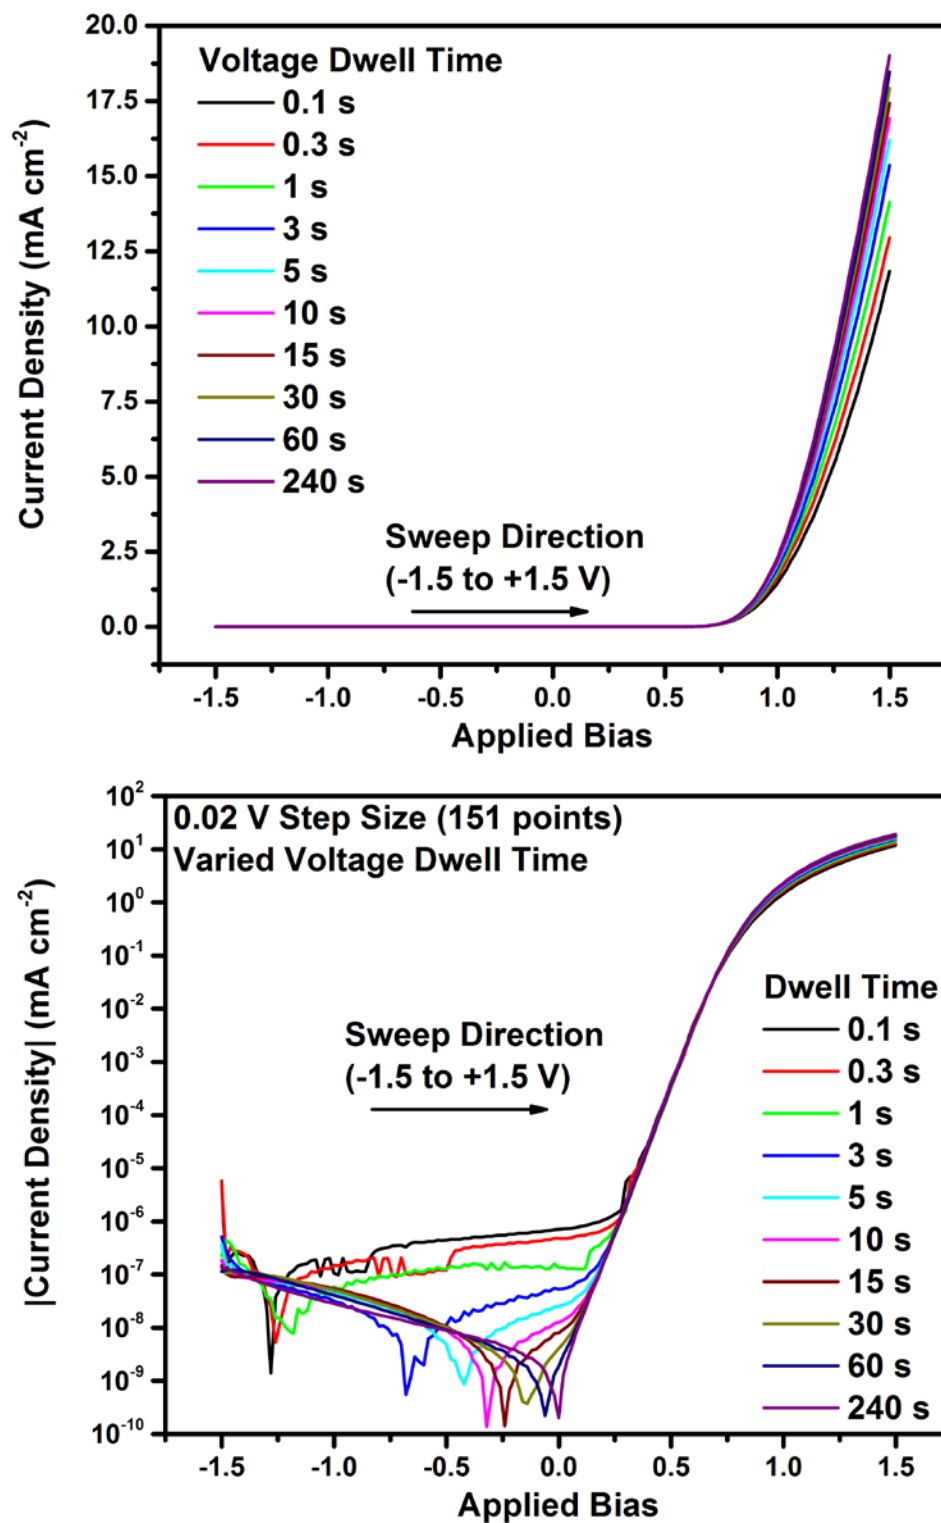 20.0
17.5
15.0
12.5
10.0
7.5
5.0
2.5
0.0
Current Density (mA cm-2)
Voltage Dwell Time
0.1 s
0.3 s
1 s
3 s
5 s
10 s
15 s
30 s
60 s
240 s
Sweep Direction
(-1.5 to +1.5 V)
-1.5 -1.0 -0.5 0.0 0.5 1.0 1.5
Applied Bias
10^2
10^1
10^0
10^-1
10^-2
10^-3
10^-4
10^-5
10^-6
10^-7
10^-8
10^-9
10^-10
|Current Density| (mA cm-2)
0.02 V Step Size (151 points)
Varied Voltage Dwell Time
Sweep Direction
(-1.5 to +1.5 V)
Dwell Time
0.1 s
0.3 s
1 s
3 s
5 s
10 s
15 s
30 s
60 s
240 s
-1.5 -1.0 -0.5 0.0 0.5 1.0 1.5
Applied Bias